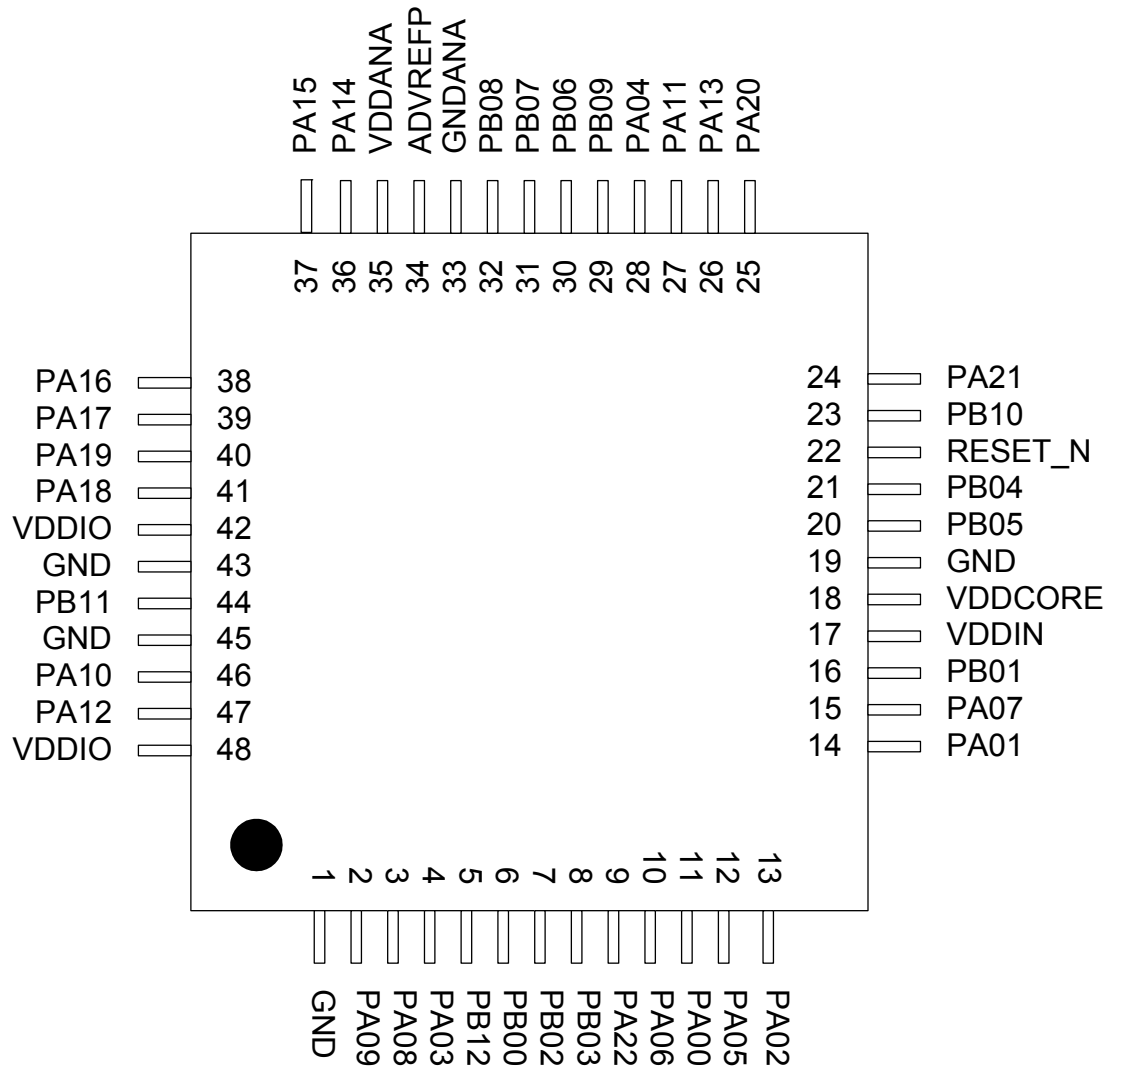 PA15 PA14 VDDANA ADVREFP GNDANA PB08 PB07 PB06 PB09 PA04 PA11 PA13 PA20
37 36 35 34 33 32 31 30 29 28 27 26 25
PA16 38 24 PA21
PA17 39 23 PB10
PA19 40 22 RESET_N
PA18 41 21 PB04
VDDIO 42 20 PB05
GND 43 19 GND
PB11 44 18 VDDCORE
GND 45 17 VDDIN
PA10 46 16 PB01
PA12 47 15 PA07
VDDIO 48 14 PA01
1 2 3 4 5 6 7 8 9 10 11 12 13
GND PA09 PA08 PA03 PB12 PB00 PB02 PB03 PA22 PA06 PA00 PA05 PA02